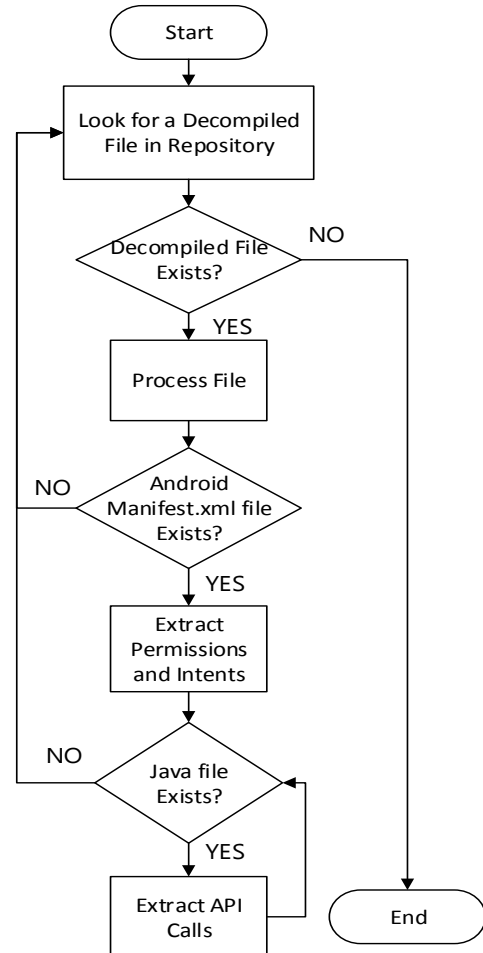 Start
Look for a Decompiled
File in Repository
Decompiled File
Exists?
NO
YES
Process File
Android
Manifest.xml file
Exists?
NO
YES
Extract
Permissions
and Intents
Java file
Exists?
NO
YES
Extract API
Calls
End